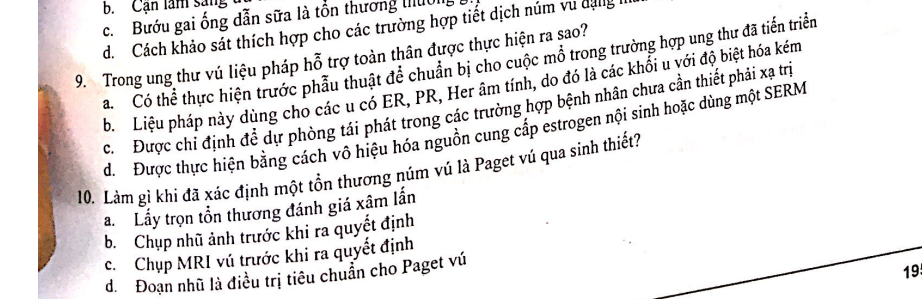 b. Cận lâm sàng
c. Bướu gai ống dẫn sữa là tổn thương
d. Cách khảo sát thích hợp cho các trường hợp tiết dịch núm vú dạng
9. Trong ung thư vú liệu pháp hỗ trợ toàn thân được thực hiện ra sao?
a. Có thể thực hiện trước phẫu thuật để chuẩn bị cho cuộc mổ trong trường hợp ung thư đã tiến triển
b. Liệu pháp này dùng cho các u có ER, PR, Her âm tính, do đó là các khối u với độ biệt hóa kém
c. Được chỉ định để dự phòng tái phát trong các trường hợp bệnh nhân chưa cần thiết phải xạ trị
d. Được thực hiện bằng cách vô hiệu hóa nguồn cung cấp estrogen nội sinh hoặc dùng một SERM
10. Làm gì khi đã xác định một tổn thương núm vú là Paget vú qua sinh thiết?
a. Lấy trọn tổn thương đánh giá xâm lấn
b. Chụp nhũ ảnh trước khi ra quyết định
c. Chụp MRI vú trước khi ra quyết định
d. Đoạn nhũ là điều trị tiêu chuẩn cho Paget vú